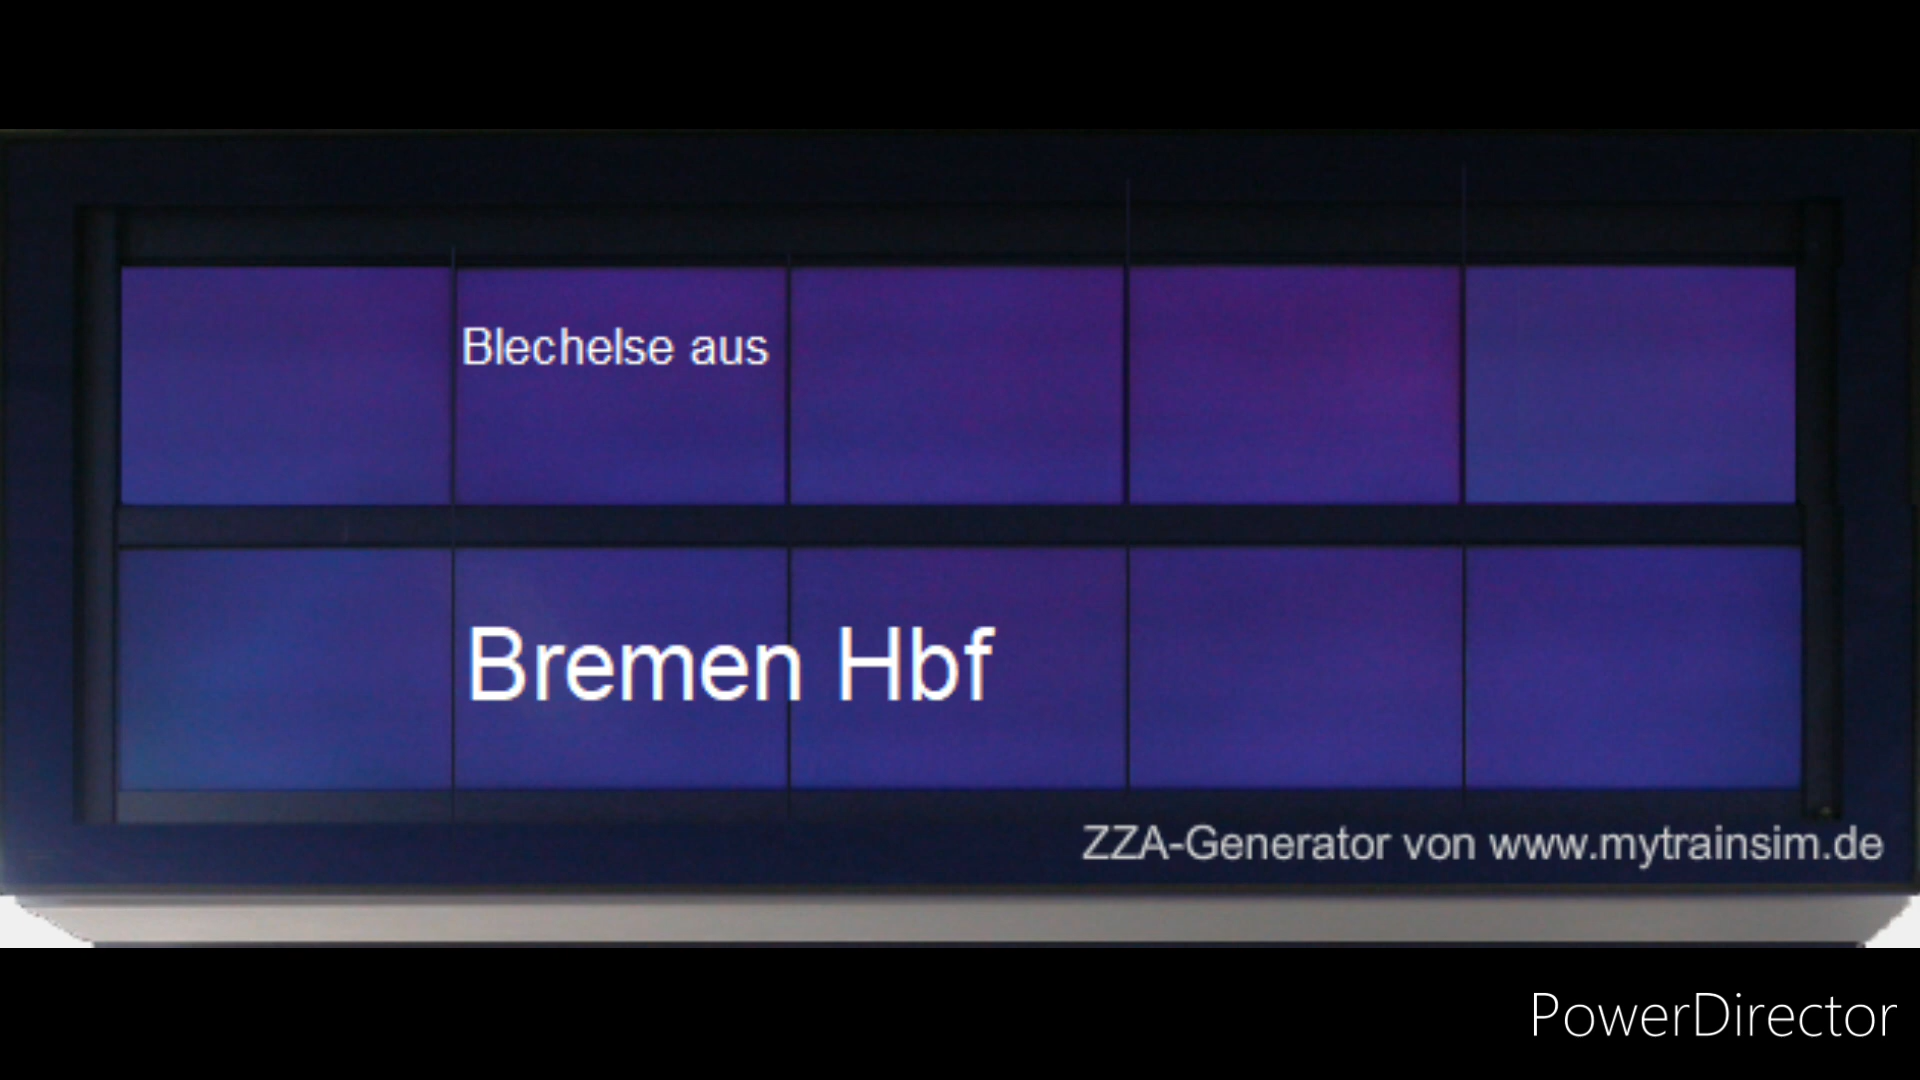 Blechelse aus
Bremen Hbf
ZZA-Generator von www.mytrainsim.de
PowerDirector